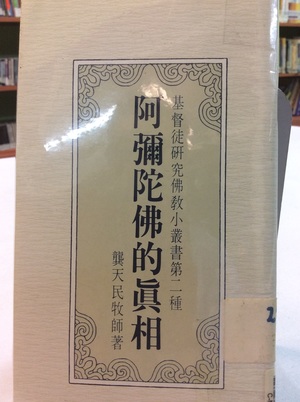 基督徒研究佛教小叢書第二種
阿彌陀佛的眞相
龔天民牧師著
2